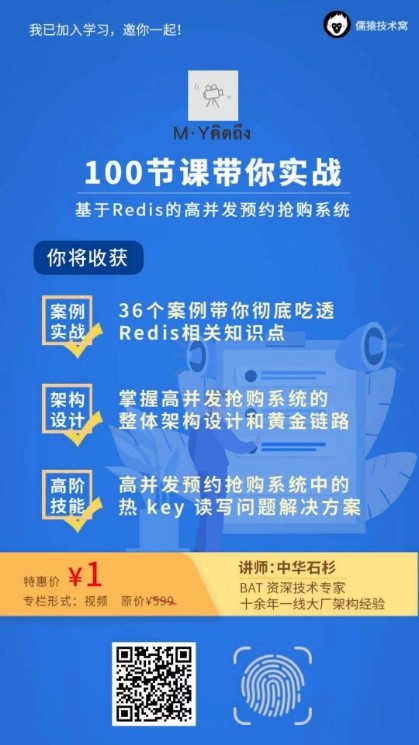 我已加入学习，邀你一起！
儒猿技术窝
M·Yคิดถึง
100节课带你实战
基于Redis的高并发预约抢购系统
你将收获
案例
实战
36个案例带你彻底吃透
Redis相关知识点
架构
设计
掌握高并发抢购系统的
整体架构设计和黄金链路
高阶
技能
高并发预约抢购系统中的
热 key 读写问题解决方案
特惠价 ¥1
专栏形式：视频 原价¥599
讲师：中华石杉
BAT 资深技术专家
十余年一线大厂架构经验